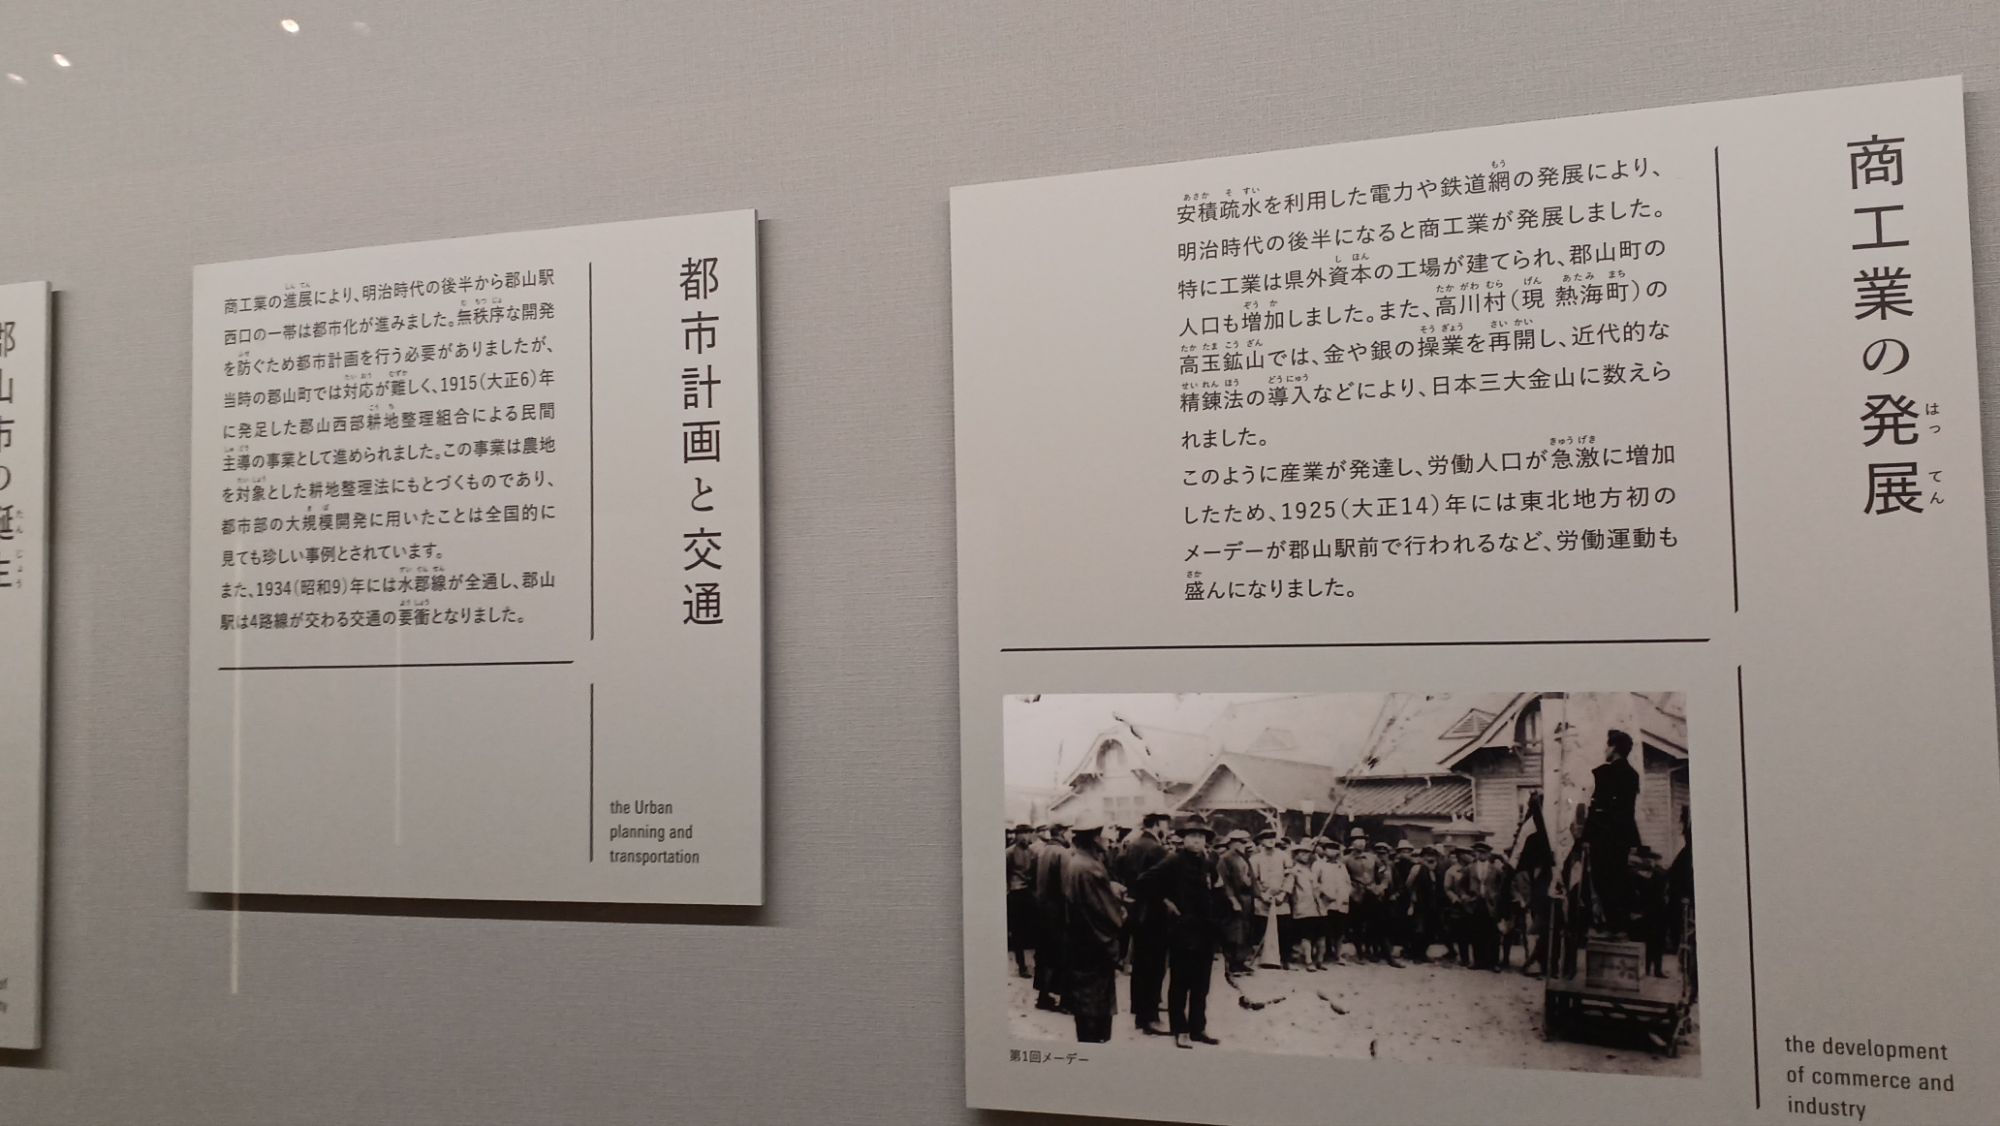 商工業の発展
はってん
安積疏水を利用した電力や鉄道網の発展により、
明治時代の後半になると商工業が発展しました。
特に工業は県外資本の工場が建てられ、郡山町の
人口も増加しました。また、高川村(現 熱海町)の
高玉鉱山では、金や銀の操業を再開し、近代的な
精錬法の導入などにより、日本三大金山に数えら
れました。
このように産業が発達し、労働人口が急激に増加
したため、1925(大正14)年には東北地方初の
メーデーが郡山駅前で行われるなど、労働運動も
盛んになりました。
第1回メーデー
the development
of commerce and
industry
都市計画と交通
商工業の進展により、明治時代の後半から郡山駅
西口の一帯は都市化が進みました。無秩序な開発
を防ぐため都市計画を行う必要がありましたが、
当時の郡山町では対応が難しく、1915(大正6)年
に発足した郡山西部耕地整理組合による民間
主導の事業として進められました。この事業は農地
を対象とした耕地整理法にもとづくものであり、
都市部の大規模開発に用いたことは全国的に
見ても珍しい事例とされています。
また、1934(昭和9)年には水郡線が全通し、郡山
駅は4路線が交わる交通の要衝となりました。
the Urban
planning and
transportation
郡山市の誕生
たんじょう